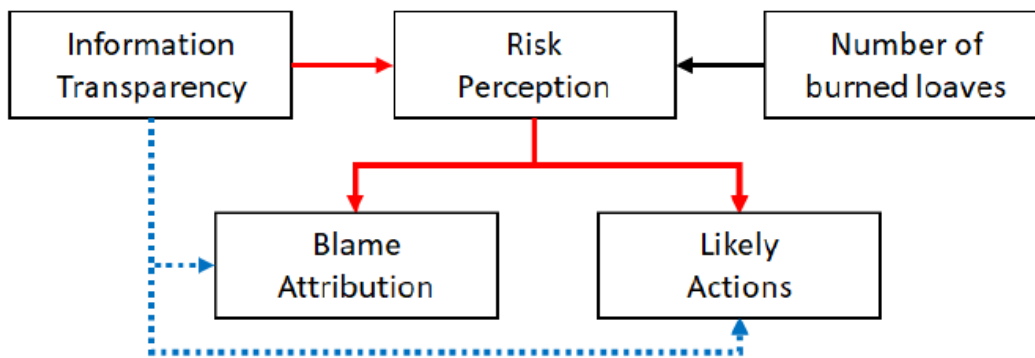 Information
Transparency
Risk
Perception
Number of
burned loaves
Blame
Attribution
Likely
Actions